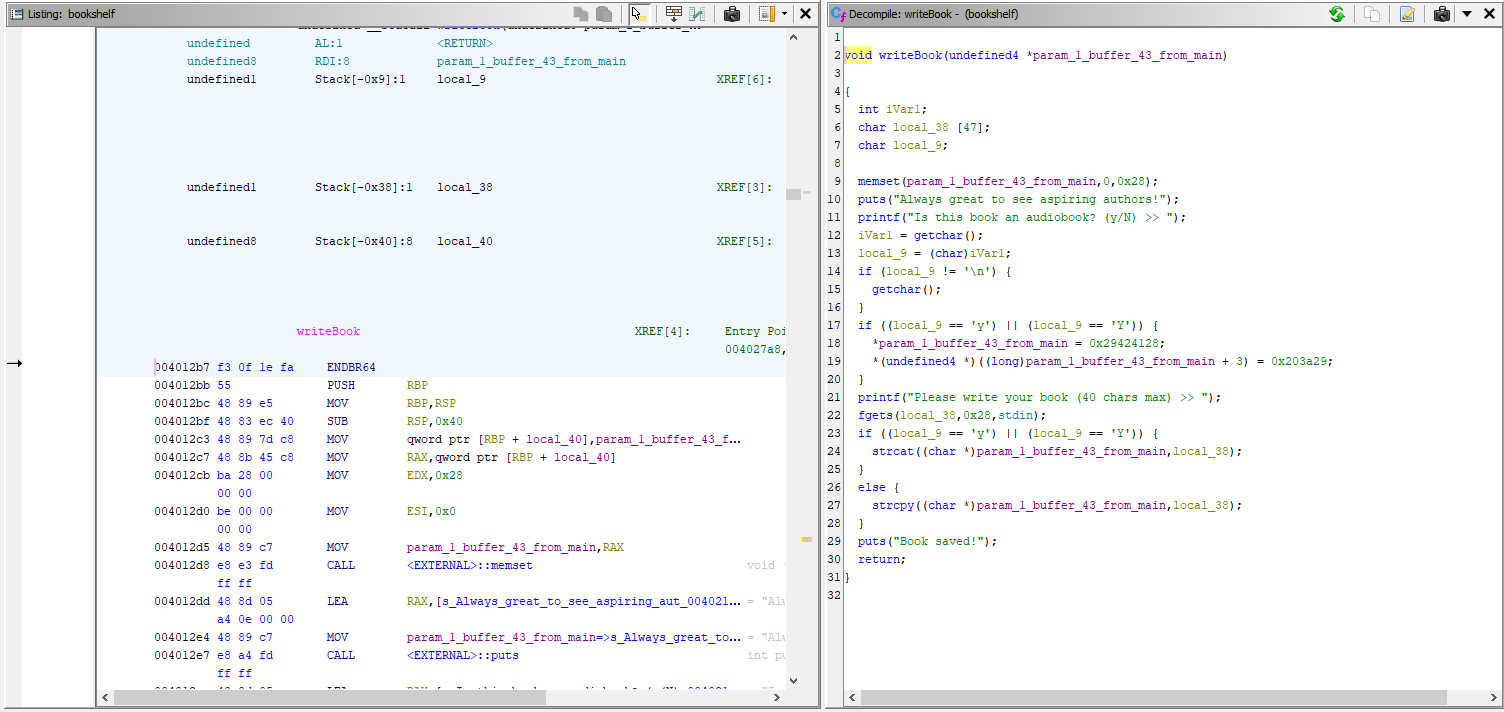 Listing: bookshelf
undefined AL:1 <RETURN>
undefined8 RDI:8 param_1_buffer_43_from_main
undefined1 Stack[-0x9]:1 local_9 XREF[6]:
undefined1 Stack[-0x38]:1 local_38 XREF[3]:
undefined8 Stack[-0x40]:8 local_40 XREF[5]:
writeBook XREF[4]: Entry Poi
004027a8,
004012b7 f3 0f 1e fa ENDBR64
004012bb 55 PUSH RBP
004012bc 48 89 e5 MOV RBP,RSP
004012bf 48 83 ec 40 SUB RSP,0x40
004012c3 48 89 7d c8 MOV qword ptr [RBP + local_40],param_1_buffer_43_f...
004012c7 48 8b 45 c8 MOV RAX,qword ptr [RBP + local_40]
004012cb ba 28 00 MOV EDX,0x28
00 00
004012d0 be 00 00 MOV ESI,0x0
00 00
004012d5 48 89 c7 MOV param_1_buffer_43_from_main,RAX
004012d8 e8 e3 fd CALL <EXTERNAL>::memset void
ff ff
004012dd 48 8d 05 LEA RAX,[s_Always_great_to_see_aspiring_aut_004021... = "Alw
a4 0e 00 00
004012e4 48 89 c7 MOV param_1_buffer_43_from_main=>s_Always_great_to... = "Alw
004012e7 e8 a4 fd CALL <EXTERNAL>::puts int pu
ff ff
Decompile: writeBook - (bookshelf)
1
2 void writeBook(undefined4 *param_1_buffer_43_from_main)
3
4 {
5 int iVar1;
6 char local_38 [47];
7 char local_9;
8
9 memset(param_1_buffer_43_from_main,0,0x28);
10 puts("Always great to see aspiring authors!");
11 printf("Is this book an audiobook? (y/N) >> ");
12 iVar1 = getchar();
13 local_9 = (char)iVar1;
14 if (local_9 != '\n') {
15 getchar();
16 }
17 if ((local_9 == 'y') || (local_9 == 'Y')) {
18 *param_1_buffer_43_from_main = 0x29424128;
19 *(undefined4 *)((long)param_1_buffer_43_from_main + 3) = 0x203a29;
20 }
21 printf("Please write your book (40 chars max) >> ");
22 fgets(local_38,0x28,stdin);
23 if ((local_9 == 'y') || (local_9 == 'Y')) {
24 strcat((char *)param_1_buffer_43_from_main,local_38);
25 }
26 else {
27 strcpy((char *)param_1_buffer_43_from_main,local_38);
28 }
29 puts("Book saved!");
30 return;
31 }
32